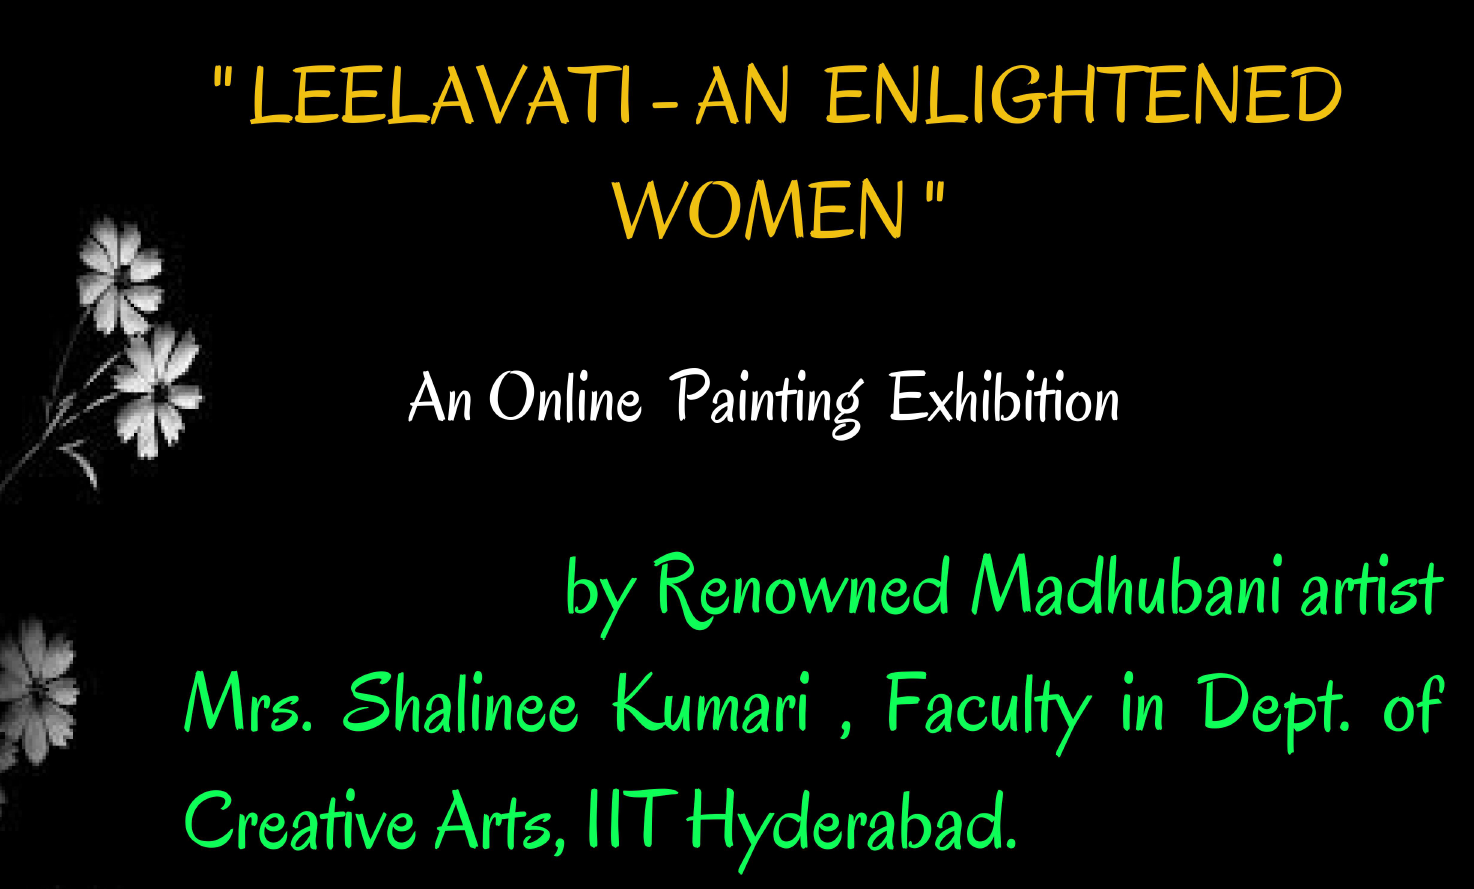 " LEELAVATI - AN ENLIGHTENED
WOMEN "
An Online Painting Exhibition
by Renowned Madhubani artist
Mrs. Shalinee Kumari , Faculty in Dept. of
Creative Arts, IIT Hyderabad.